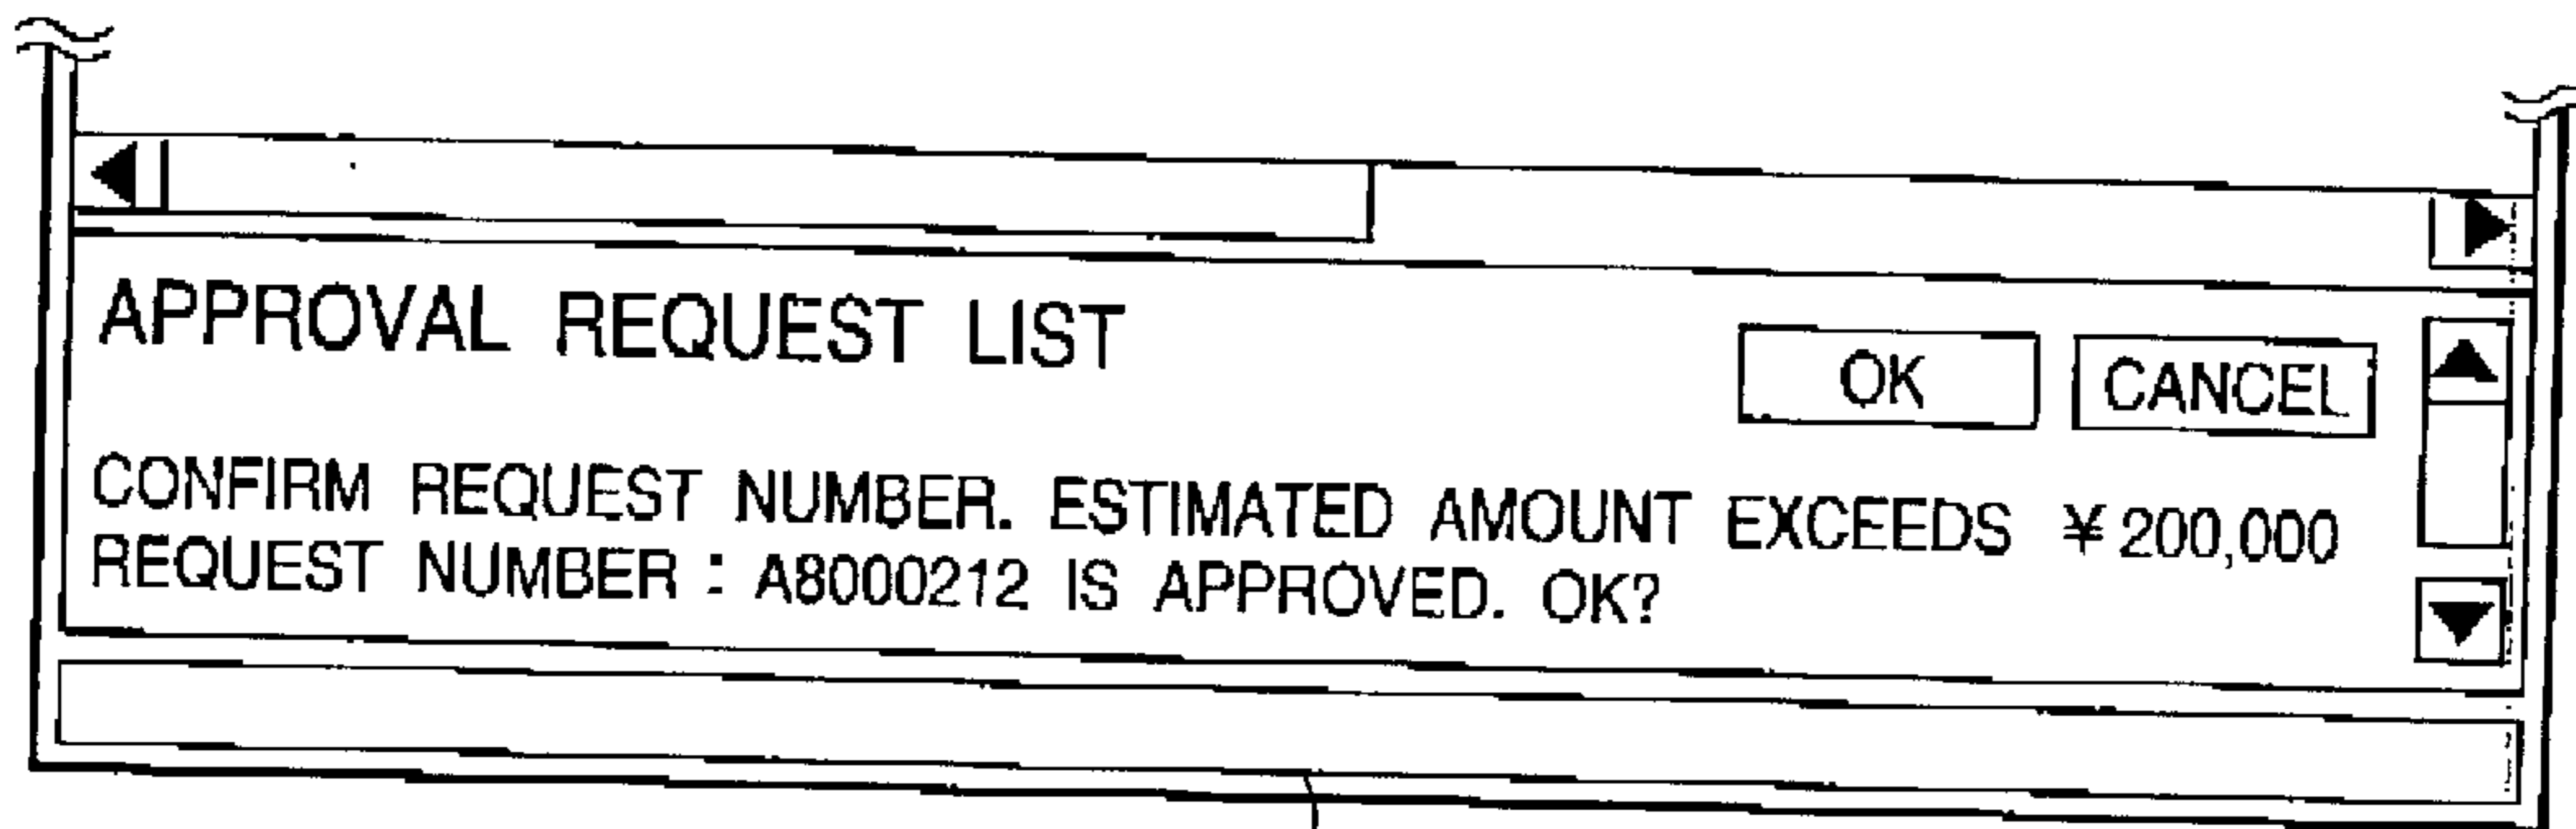 APPROVAL REQUEST LIST
OK CANCEL
CONFIRM REQUEST NUMBER. ESTIMATED AMOUNT EXCEEDS ¥200,000
REQUEST NUMBER : A8000212 IS APPROVED. OK?